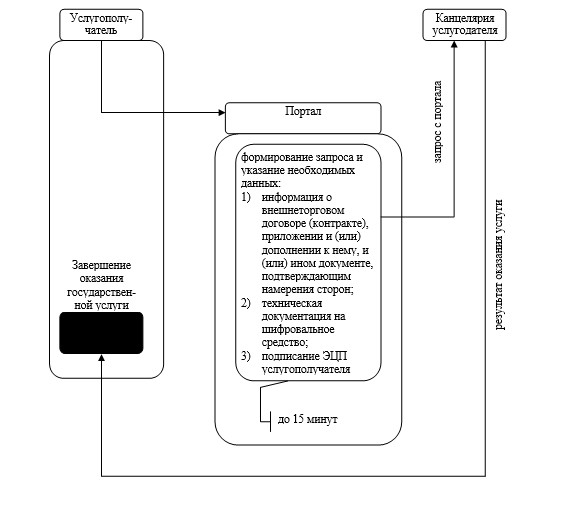 Услугополу-
чатель
Канцелярия
услугодателя
Портал
запрос с портала
формирование запроса и
указание необходимых
данных:
1) информация о
внешнеторговом
договоре (контракте),
приложении и (или)
дополнении к нему, и
(или) ином документе,
подтверждающим
намерения сторон;
2) техническая
документация на
шифровальное
средство;
3) подписание ЭЦП
услугополучателя
результат оказания услуги
Завершение
оказания
государствен-
ной услуги
до 15 минут